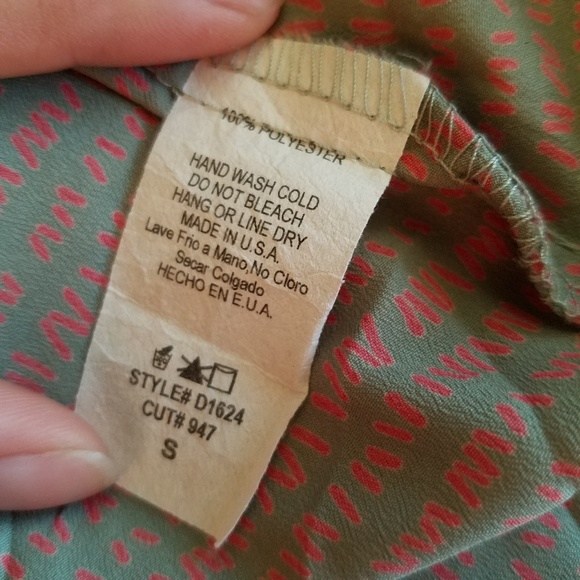 100% POLYESTER
HAND WASH COLD
DO NOT BLEACH
HANG OR LINE DRY
MADE IN U.S.A.
Lave Frio a Mano,No Cloro
Secar Colgado
HECHO EN E.U.A.
STYLE# D1624
CUT# 947
S